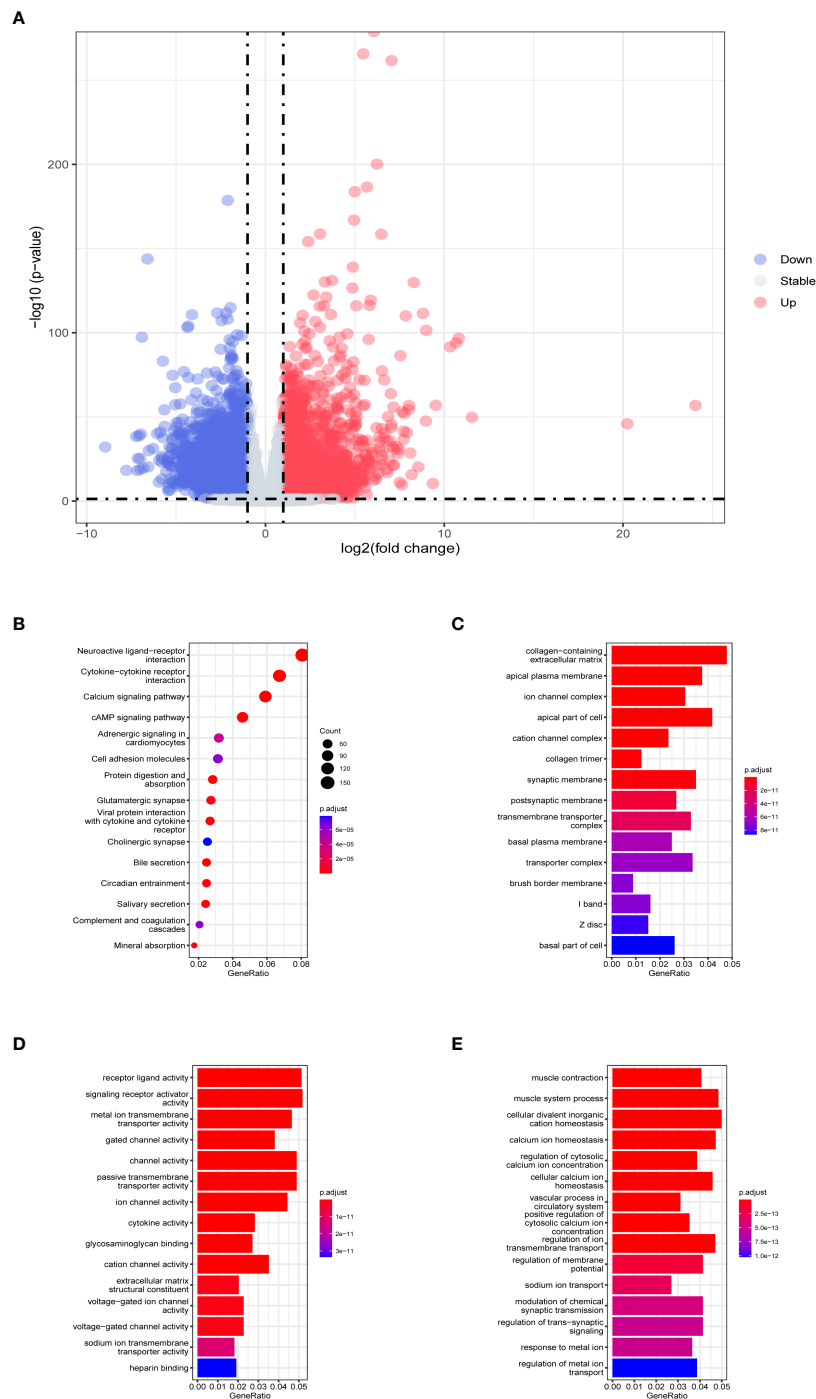 A
−log10 (p−value)
200
100
0
−10
0
10
20
log2(fold change)
Down
Stable
Up
B
Neuroactive ligand−receptor
interaction
Cytokine−cytokine receptor
interaction
Calcium signaling pathway
cAMP signaling pathway
Adrenergic signaling in
cardiomyocytes
Cell adhesion molecules
Protein digestion and
absorption
Glutamatergic synapse
Viral protein interaction
with cytokine and cytokine
receptor
Cholinergic synapse
Bile secretion
Circadian entrainment
Salivary secretion
Complement and coagulation
cascades
Mineral absorption
0.02 0.04 0.06 0.08
GeneRatio
Count
60
90
120
150
p.adjust
6e−05
4e−05
2e−05
C
collagen−containing
extracellular matrix
apical plasma membrane
ion channel complex
apical part of cell
cation channel complex
collagen trimer
synaptic membrane
postsynaptic membrane
transmembrane transporter
complex
basal plasma membrane
transporter complex
brush border membrane
I band
Z disc
basal part of cell
0.00 0.01 0.02 0.03 0.04 0.05
GeneRatio
p.adjust
2e−11
4e−11
6e−11
8e−11
D
receptor ligand activity
signaling receptor activator
activity
metal ion transmembrane
transporter activity
gated channel activity
channel activity
passive transmembrane
transporter activity
ion channel activity
cytokine activity
glycosaminoglycan binding
cation channel activity
extracellular matrix
structural constituent
voltage−gated ion channel
activity
voltage−gated channel activity
sodium ion transmembrane
transporter activity
heparin binding
0.00 0.01 0.02 0.03 0.04 0.05
GeneRatio
p.adjust
1e−11
2e−11
3e−11
E
muscle contraction
muscle system process
cellular divalent inorganic
cation homeostasis
calcium ion homeostasis
regulation of cytosolic
calcium ion concentration
cellular calcium ion
homeostasis
vascular process in
circulatory system
positive regulation of
cytosolic calcium ion
concentration
regulation of ion
transmembrane transport
regulation of membrane
potential
sodium ion transport
modulation of chemical
synaptic transmission
regulation of trans−synaptic
signaling
response to metal ion
regulation of metal ion
transport
0.00 0.01 0.02 0.03 0.04 0.05
GeneRatio
p.adjust
2.5e−13
5.0e−13
7.5e−13
1.0e−12